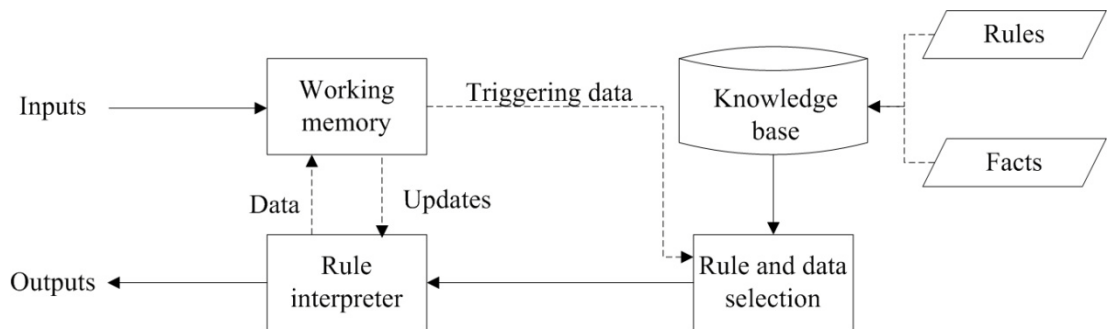 Rules
Inputs
Working
memory
Triggering data
Knowledge
base
Facts
Data
Updates
Outputs
Rule
interpreter
Rule and data
selection